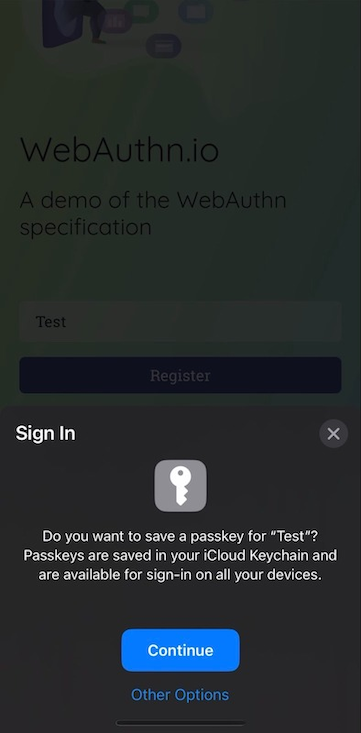 WebAuthn.io
A demo of the WebAuthn
specification
Test
Register
Sign In
Do you want to save a passkey for “Test”?
Passkeys are saved in your iCloud Keychain and
are available for sign-in on all your devices.
Continue
Other Options